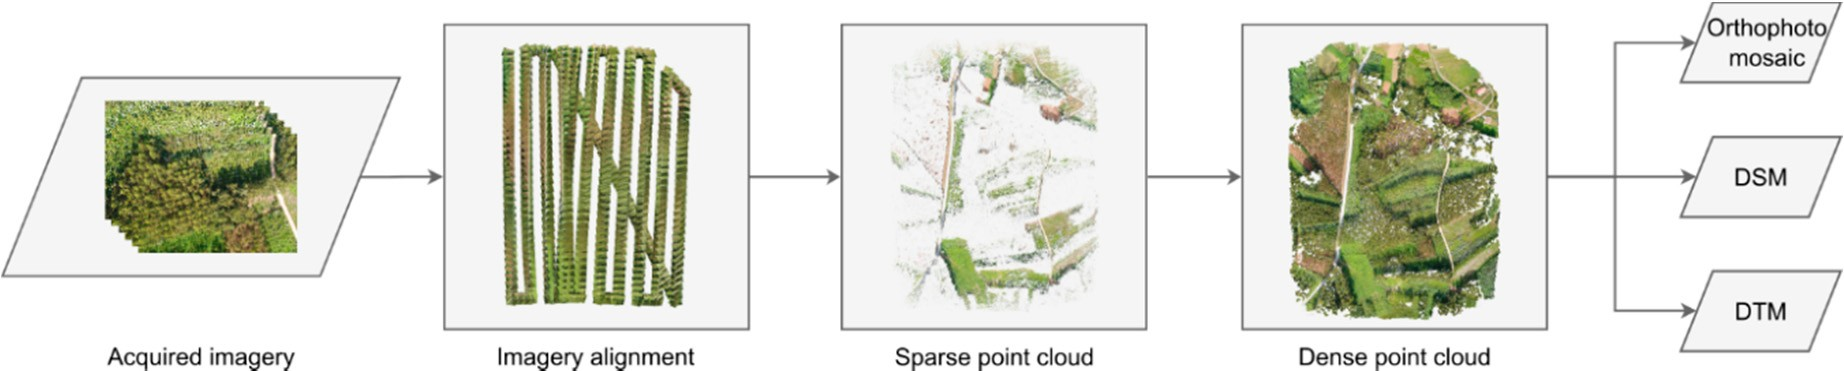 Orthophoto
mosaic
DSM
DTM
Acquired imagery
Imagery alignment
Sparse point cloud
Dense point cloud